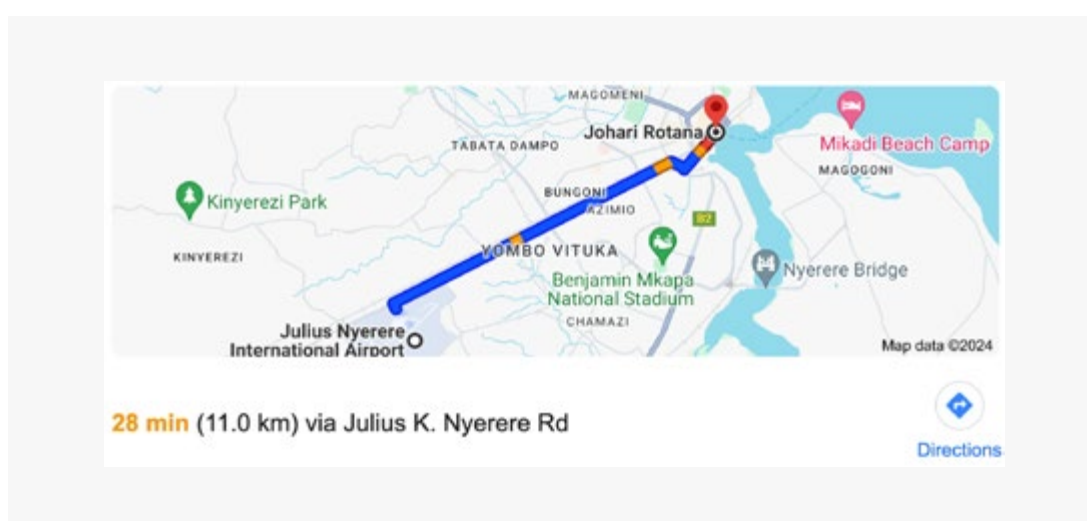 MAGOMENI
Johari Rotana
TABATA DAMPO
Mikadi Beach Camp
MAGOGONI
Kinyerezi Park
BUNGONI
AZIMIO
B2
KINYEREZI
YOMBO VITUKA
Nyerere Bridge
Benjamin Mkapa
National Stadium
CHAMAZI
Julius Nyerere
International Airport
Map data ©2024
28 min (11.0 km) via Julius K. Nyerere Rd
Directions